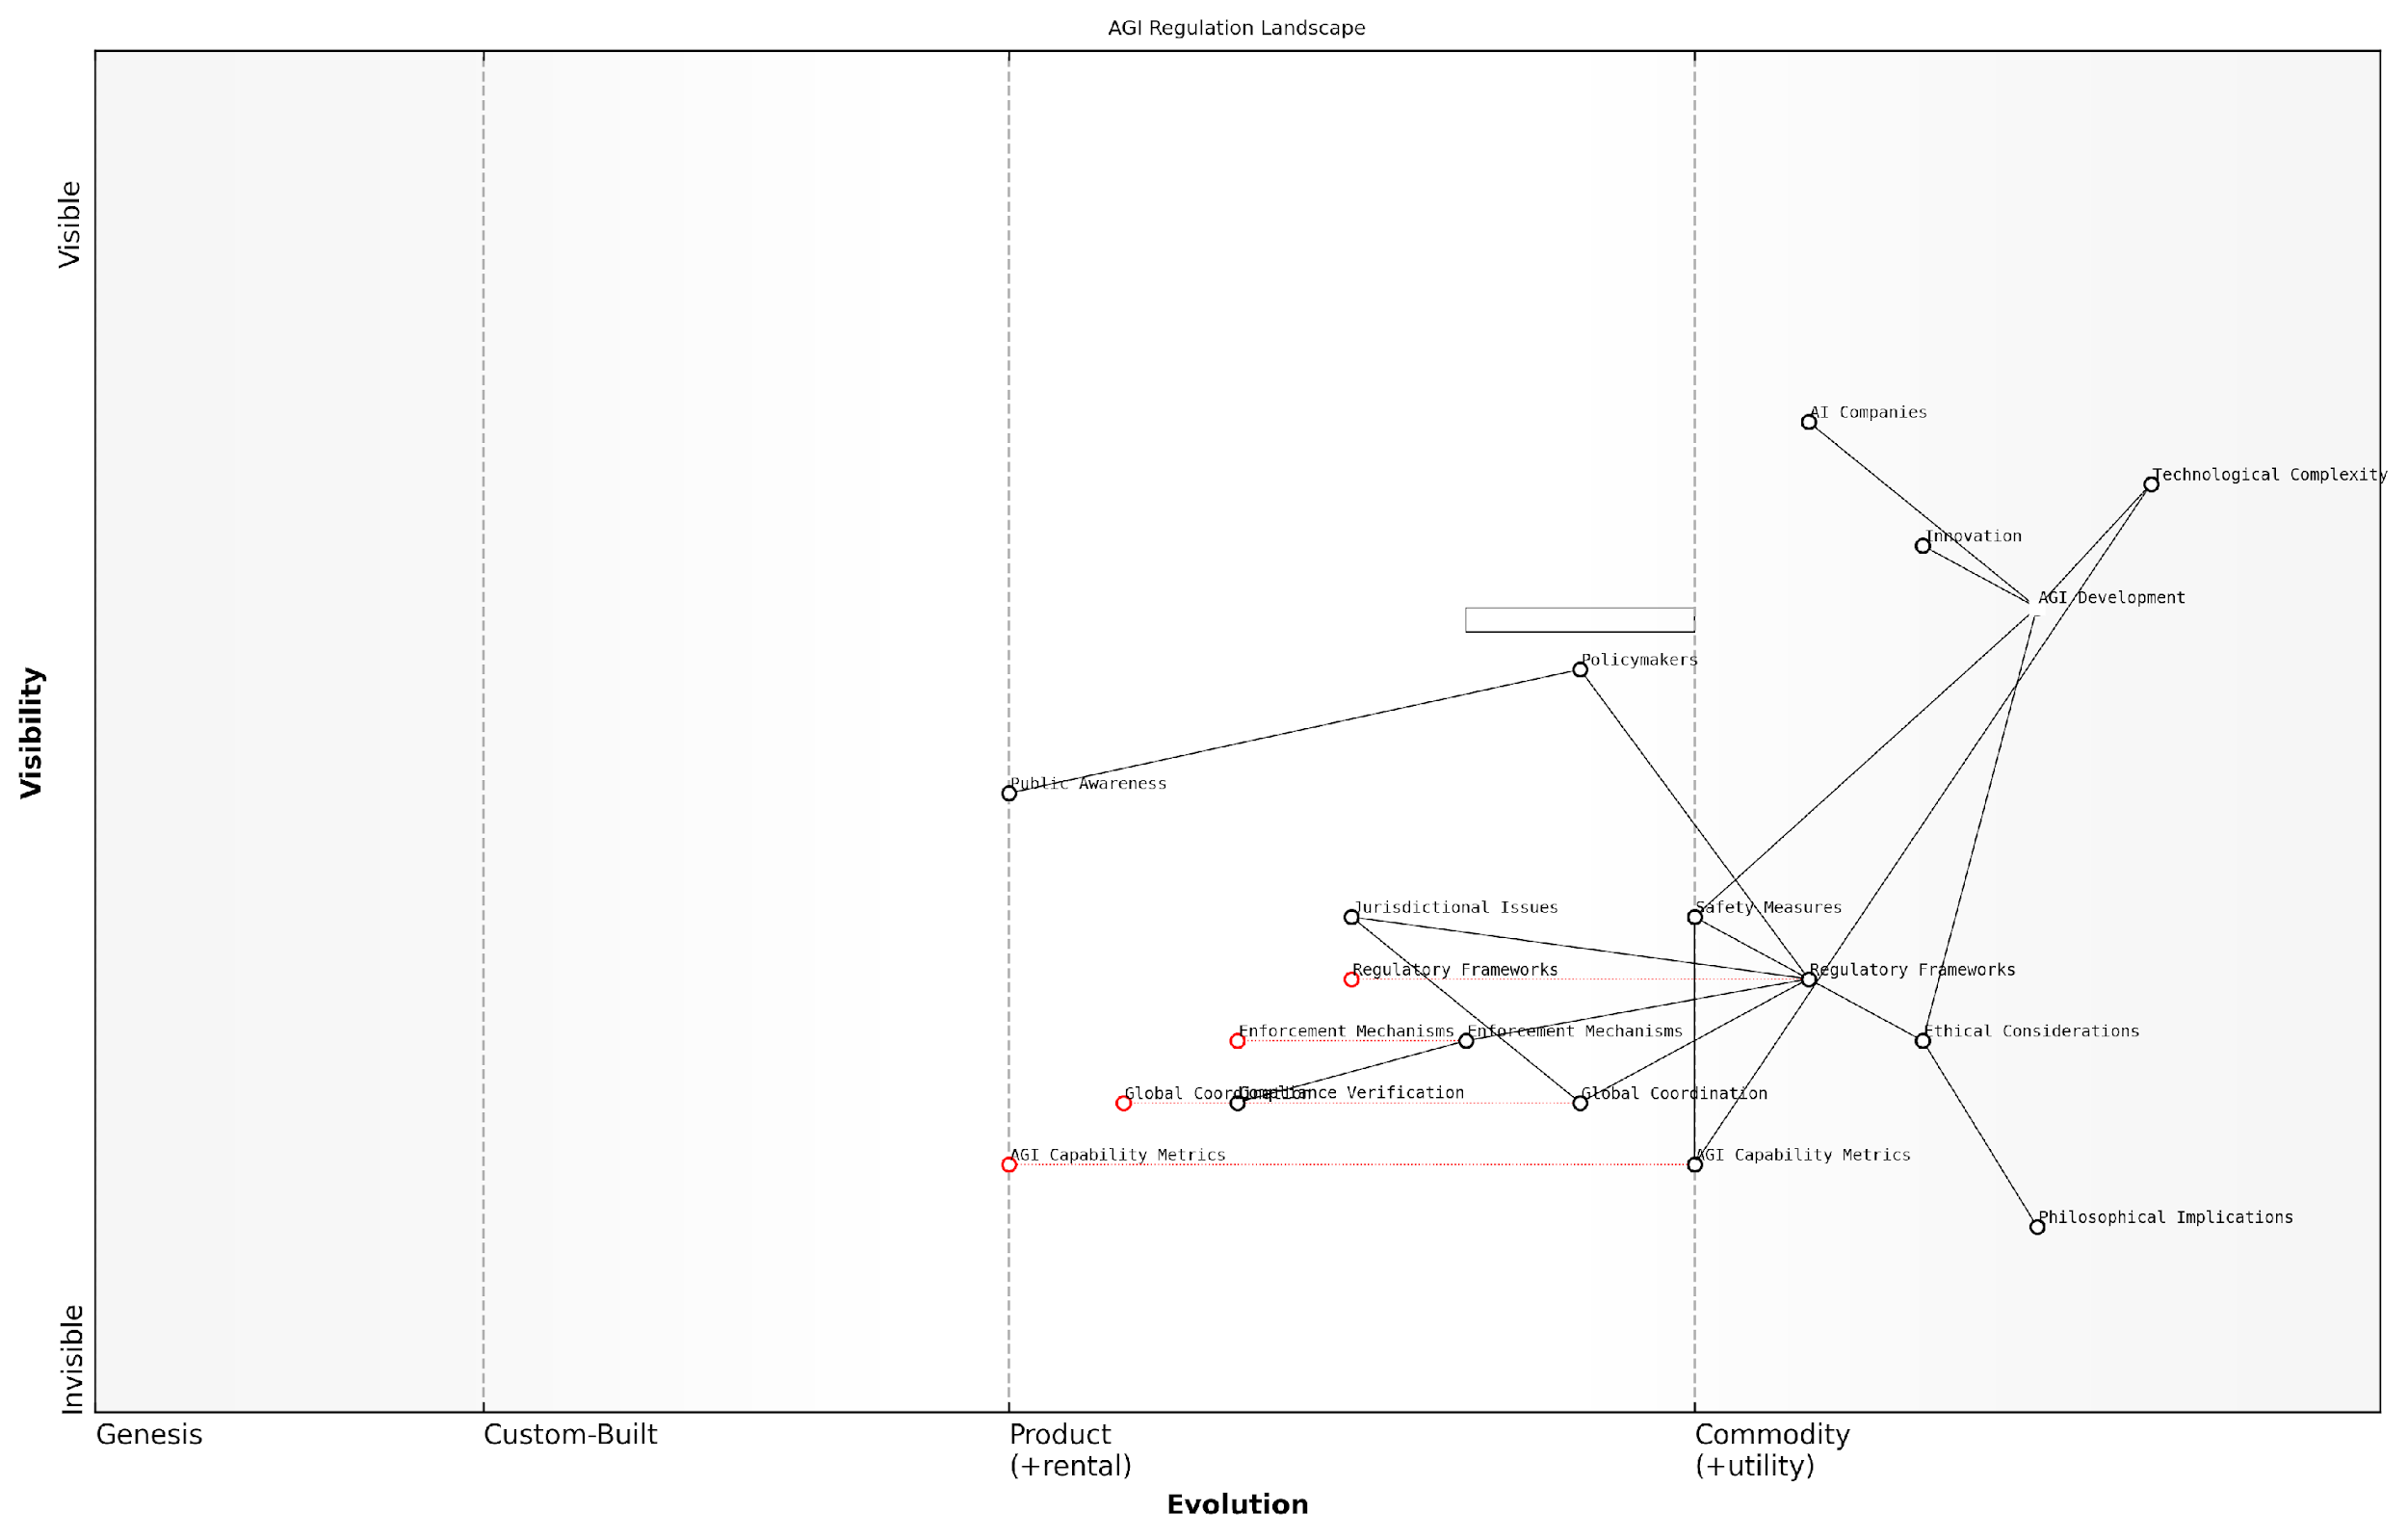 AGI Regulation Landscape
Visible
AI Companies
Technological Complexity
Innovation
AGI Development
Policymakers
Visibility
Public Awareness
Jurisdictional Issues
Safety Measures
Regulatory Frameworks
Regulatory Frameworks
Enforcement Mechanisms
Enforcement Mechanisms
Ethical Considerations
Global Coordination
Compliance Verification
Global Coordination
AGI Capability Metrics
AGI Capability Metrics
Philosophical Implications
Invisible
Genesis
Custom-Built
Product
(+rental)
Commodity
(+utility)
Evolution